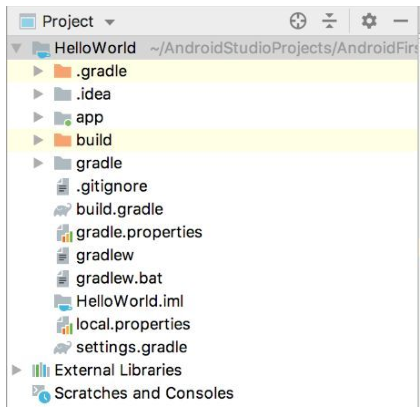 Project
HelloWorld ~/AndroidStudioProjects/AndroidFir
.gradle
.idea
app
build
gradle
.gitignore
build.gradle
gradle.properties
gradlew
gradlew.bat
HelloWorld.iml
local.properties
settings.gradle
External Libraries
Scratches and Consoles